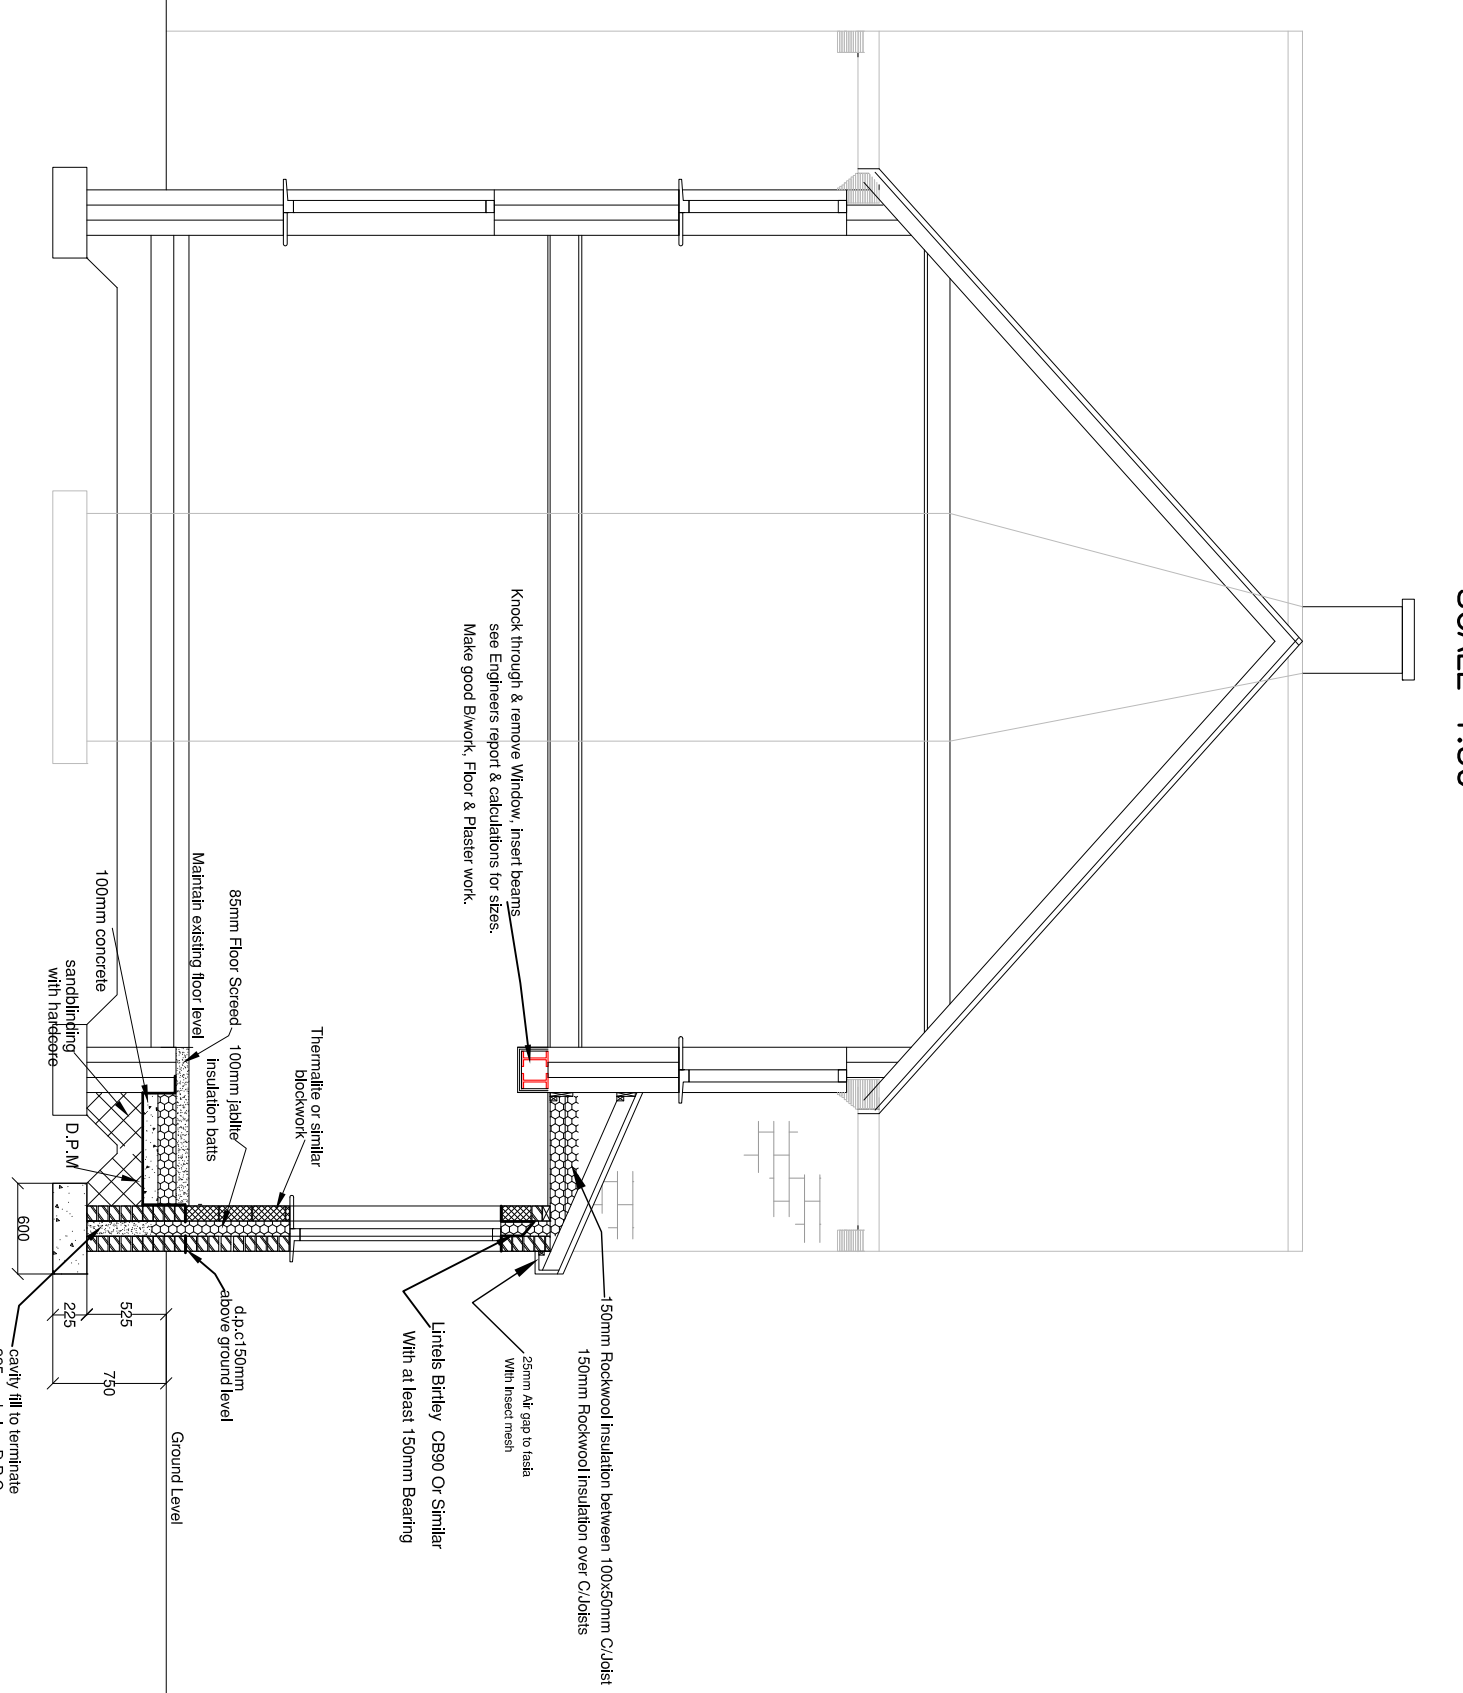 Knock through & remove Window, insert beams
see Engineers report & calculations for sizes.
Make good B/work, Floor & Plaster work.
150mm Rockwool insulation between 100x50mm C/Joist
150mm Rockwool insulation over C/Joists
25mm Air gap to fasia
With Insect mesh
Lintels Birtley CB90 Or Similar
With at least 150mm Bearing
Thermalite or similar
blockwork
85mm Floor Screed
100mm jablite
insulation batts
Maintain existing floor level
100mm concrete
sandblinding
with hardcore
D.P.M
d.p.c150mm
above ground level
Ground Level
525
225
750
600
cavity fill to terminate